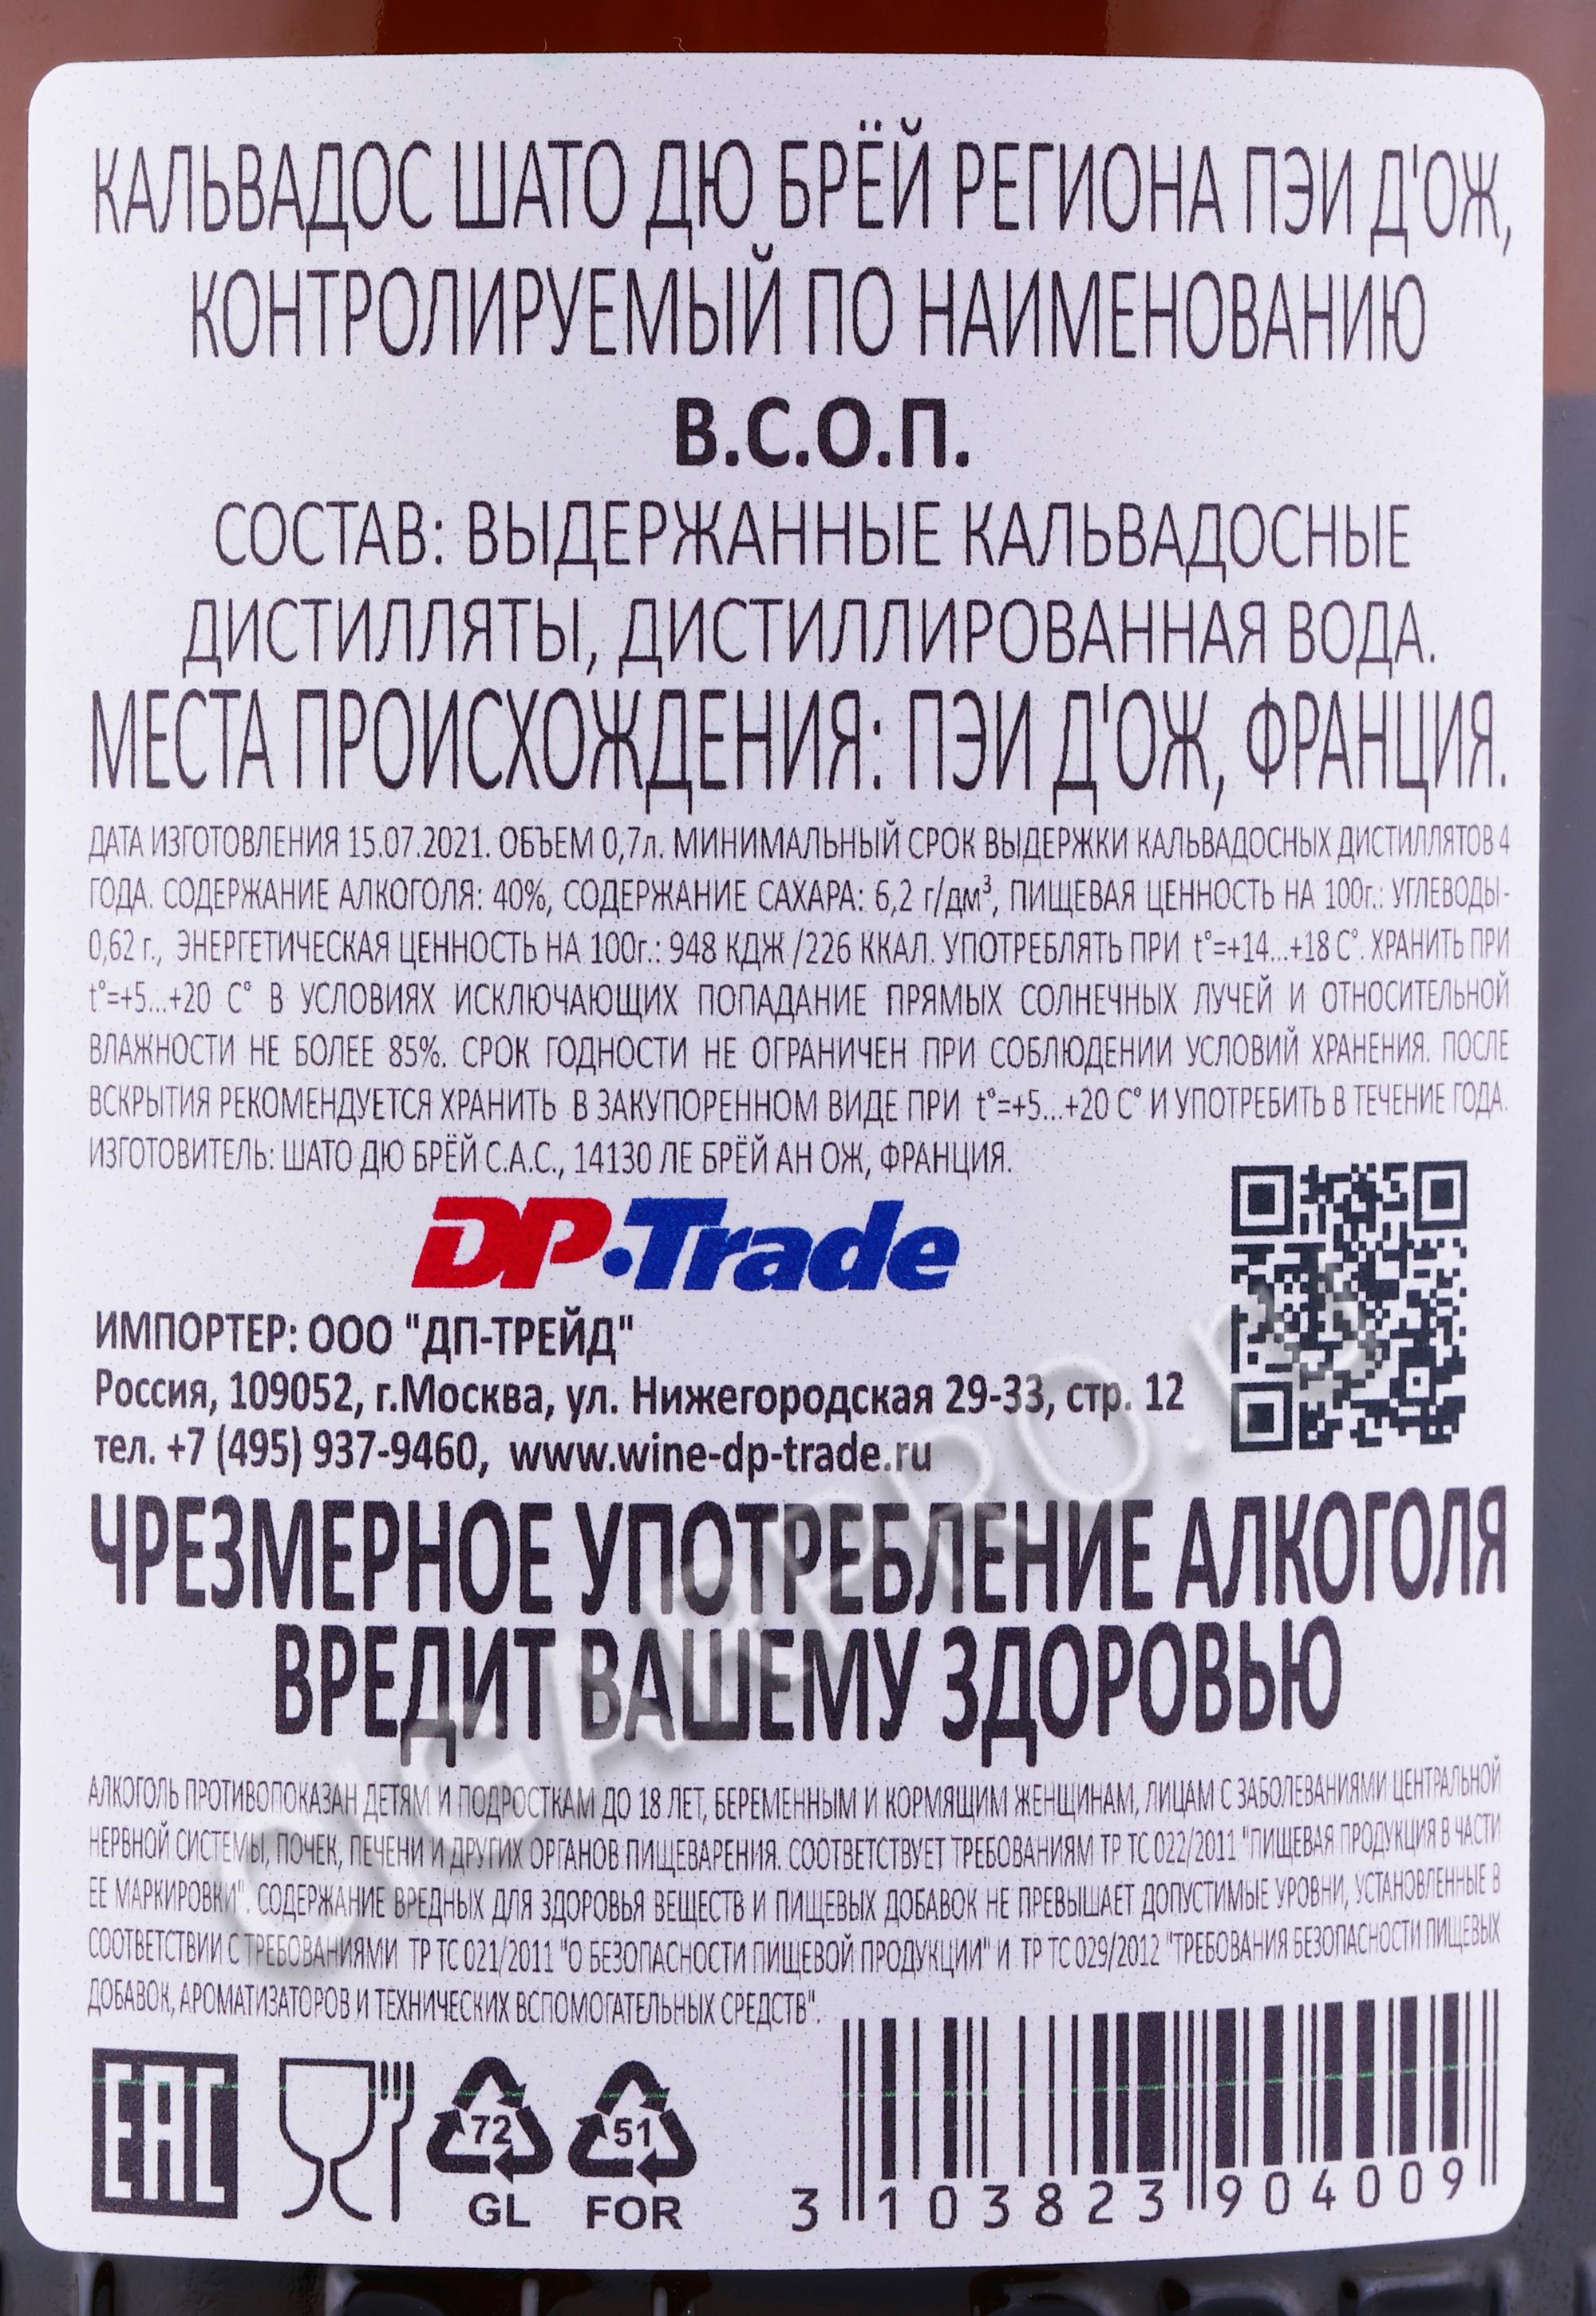 КАЛЬВАДОС ШАТО ДЮ БРЁЙ РЕГИОНА ПЭИ Д'ОЖ,
КОНТРОЛИРУЕМЫЙ ПО НАИМЕНОВАНИЮ
В.С.О.П.
СОСТАВ: ВЫДЕРЖАННЫЕ КАЛЬВАДОСНЫЕ
ДИСТИЛЛЯТЫ, ДИСТИЛЛИРОВАННАЯ ВОДА.
МЕСТА ПРОИСХОЖДЕНИЯ: ПЭИ Д'ОЖ, ФРАНЦИЯ.
ДАТА ИЗГОТОВЛЕНИЯ 15.07.2021. ОБЪЕМ 0,7л. МИНИМАЛЬНЫЙ СРОК ВЫДЕРЖКИ КАЛЬВАДОСНЫХ ДИСТИЛЛЯТОВ 4
ГОДА. СОДЕРЖАНИЕ АЛКОГОЛЯ: 40%, СОДЕРЖАНИЕ САХАРА: 6,2 г/дм³, ПИЩЕВАЯ ЦЕННОСТЬ НА 100г.: УГЛЕВОДЫ-
0,62 г., ЭНЕРГЕТИЧЕСКАЯ ЦЕННОСТЬ НА 100г.: 948 КДЖ /226 ККАЛ. УПОТРЕБЛЯТЬ ПРИ t°=+14...+18 С°. ХРАНИТЬ ПРИ
t°=+5...+20 С° В УСЛОВИЯХ ИСКЛЮЧАЮЩИХ ПОПАДАНИЕ ПРЯМЫХ СОЛНЕЧНЫХ ЛУЧЕЙ И ОТНОСИТЕЛЬНОЙ
ВЛАЖНОСТИ НЕ БОЛЕЕ 85%. СРОК ГОДНОСТИ НЕ ОГРАНИЧЕН ПРИ СОБЛЮДЕНИИ УСЛОВИЙ ХРАНЕНИЯ. ПОСЛЕ
ВСКРЫТИЯ РЕКОМЕНДУЕТСЯ ХРАНИТЬ В ЗАКУПОРЕННОМ ВИДЕ ПРИ t°=+5...+20 С° И УПОТРЕБИТЬ В ТЕЧЕНИЕ ГОДА.
ИЗГОТОВИТЕЛЬ: ШАТО ДЮ БРЁЙ С.А.С., 14130 ЛЕ БРЁЙ АН ОЖ, ФРАНЦИЯ.
DP.Trade
ИМПОРТЕР: ООО "ДП-ТРЕЙД"
Россия, 109052, г.Москва, ул. Нижегородская 29-33, стр. 12
тел. +7 (495) 937-9460, www.wine-dp-trade.ru
ЧРЕЗМЕРНОЕ УПОТРЕБЛЕНИЕ АЛКОГОЛЯ
ВРЕДИТ ВАШЕМУ ЗДОРОВЬЮ
АЛКОГОЛЬ ПРОТИВОПОКАЗАН ДЕТЯМ И ПОДРОСТКАМ ДО 18 ЛЕТ, БЕРЕМЕННЫМ И КОРМЯЩИМ ЖЕНЩИНАМ, ЛИЦАМ С ЗАБОЛЕВАНИЯМИ ЦЕНТРАЛЬНОЙ
НЕРВНОЙ СИСТЕМЫ, ПОЧЕК, ПЕЧЕНИ И ДРУГИХ ОРГАНОВ ПИЩЕВАРЕНИЯ. СООТВЕТСТВУЕТ ТРЕБОВАНИЯМ ТР ТС 022/2011 "ПИЩЕВАЯ ПРОДУКЦИЯ В ЧАСТИ
ЕЕ МАРКИРОВКИ". СОДЕРЖАНИЕ ВРЕДНЫХ ДЛЯ ЗДОРОВЬЯ ВЕЩЕСТВ И ПИЩЕВЫХ ДОБАВОК НЕ ПРЕВЫШАЕТ ДОПУСТИМЫЕ УРОВНИ, УСТАНОВЛЕННЫЕ В
СООТВЕТСТВИИ С ТРЕБОВАНИЯМИ ТР ТС 021/2011 "О БЕЗОПАСНОСТИ ПИЩЕВОЙ ПРОДУКЦИИ" И ТР ТС 029/2012 "ТРЕБОВАНИЯ БЕЗОПАСНОСТИ ПИЩЕВЫХ
ДОБАВОК, АРОМАТИЗАТОРОВ И ТЕХНИЧЕСКИХ ВСПОМОГАТЕЛЬНЫХ СРЕДСТВ".
EAC
72
GL
51
FOR
3 103823 904009
CIGARPRO.ru